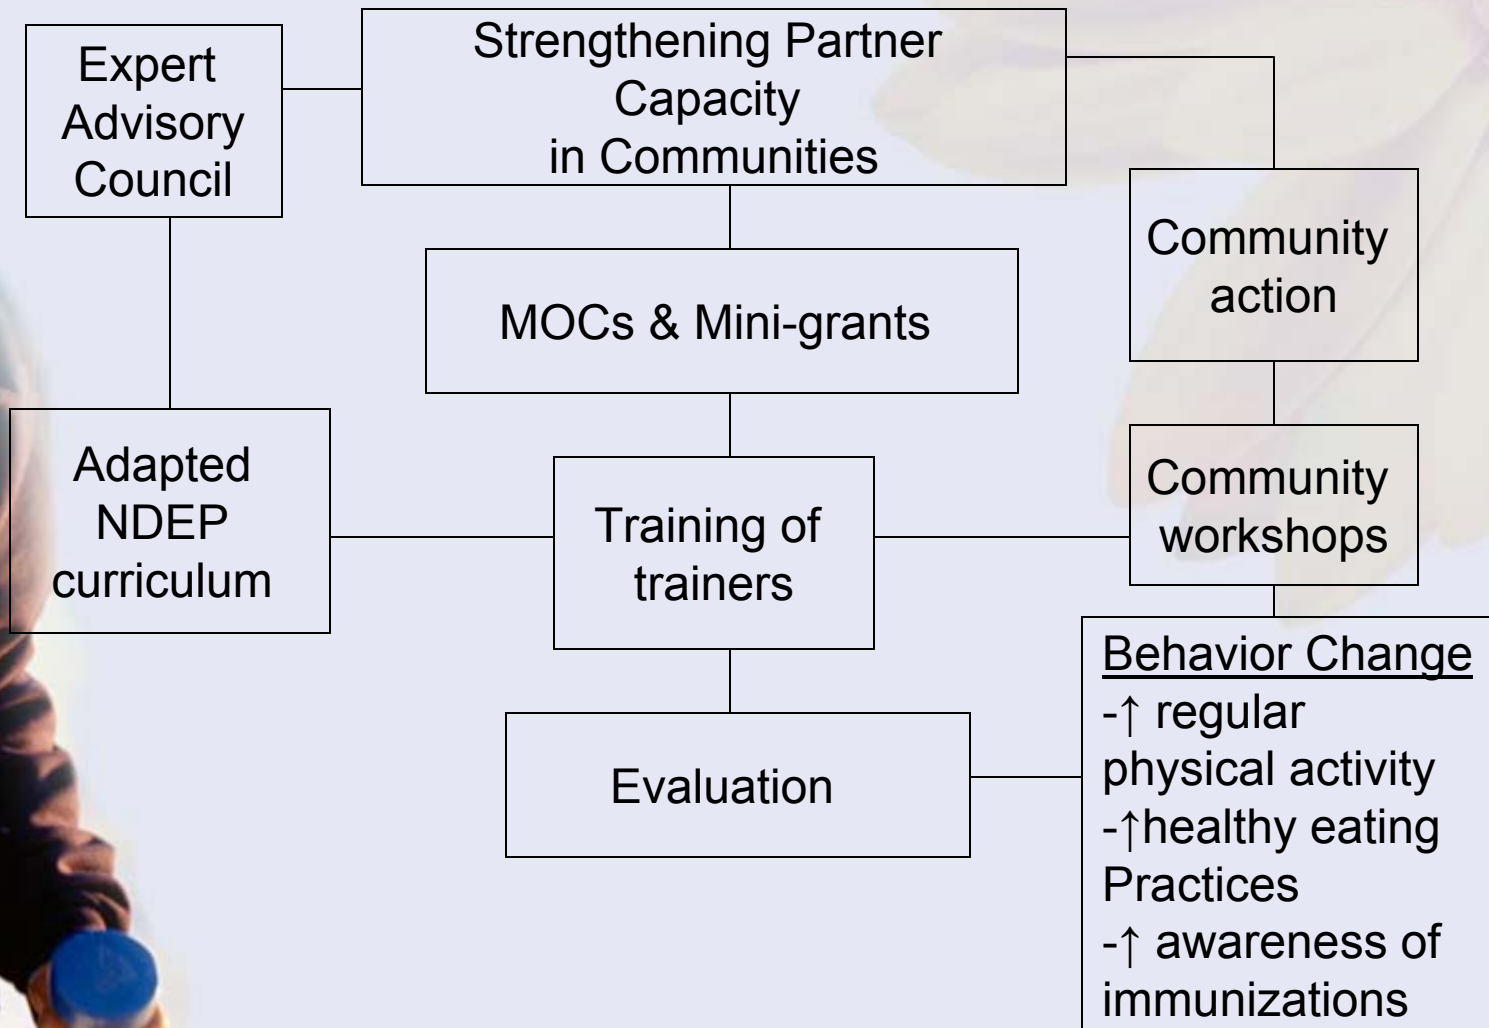 Expert
Advisory
Council
Strengthening Partner
Capacity
in Communities
Community
action
MOCs & Mini-grants
Adapted
NDEP
curriculum
Training of
trainers
Community
workshops
Evaluation
Behavior Change
-↑ regular
physical activity
-↑healthy eating
Practices
-↑ awareness of
immunizations